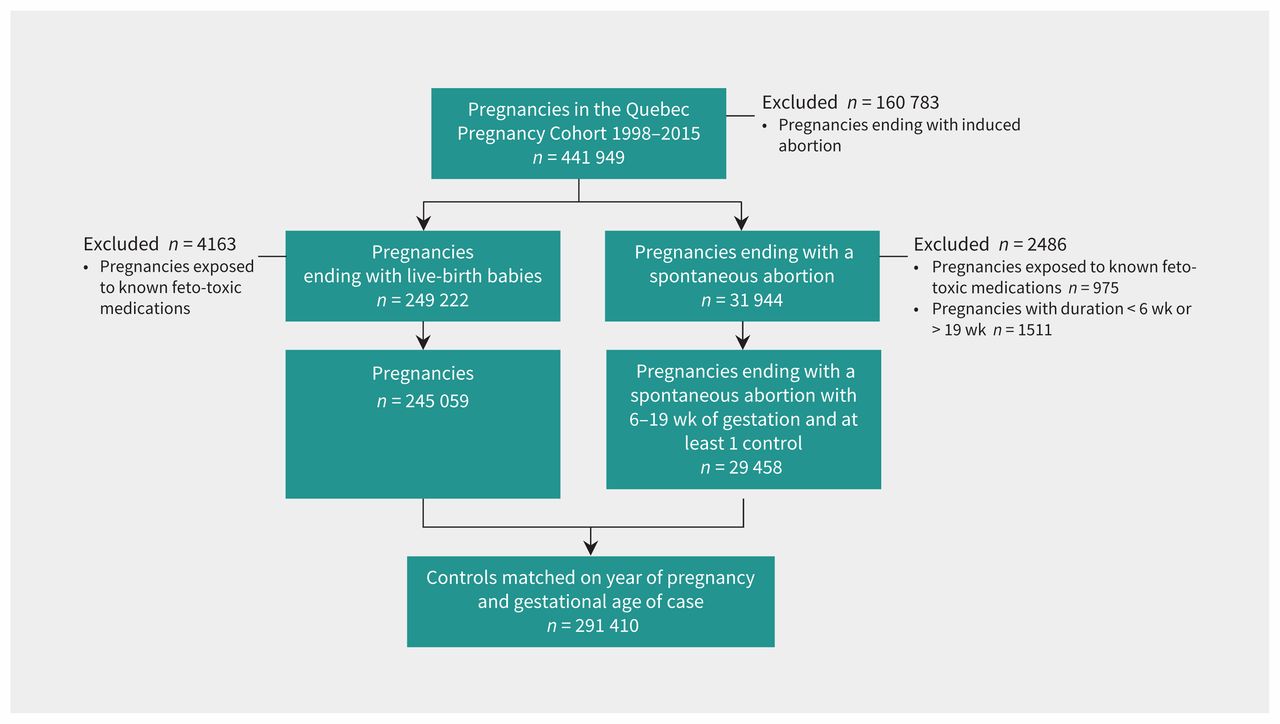 Pregnancies in the Quebec
Pregnancy Cohort 1998–2015
n = 441 949
Excluded n = 160 783
• Pregnancies ending with induced
abortion
Excluded n = 4163
• Pregnancies exposed
to known feto-toxic
medications
Pregnancies
ending with live-birth babies
n = 249 222
Pregnancies ending with a
spontaneous abortion
n = 31 944
Excluded n = 2486
• Pregnancies exposed to known feto-
toxic medications n = 975
• Pregnancies with duration < 6 wk or
> 19 wk n = 1511
Pregnancies
n = 245 059
Pregnancies ending with a
spontaneous abortion with
6–19 wk of gestation and at
least 1 control
n = 29 458
Controls matched on year of pregnancy
and gestational age of case
n = 291 410